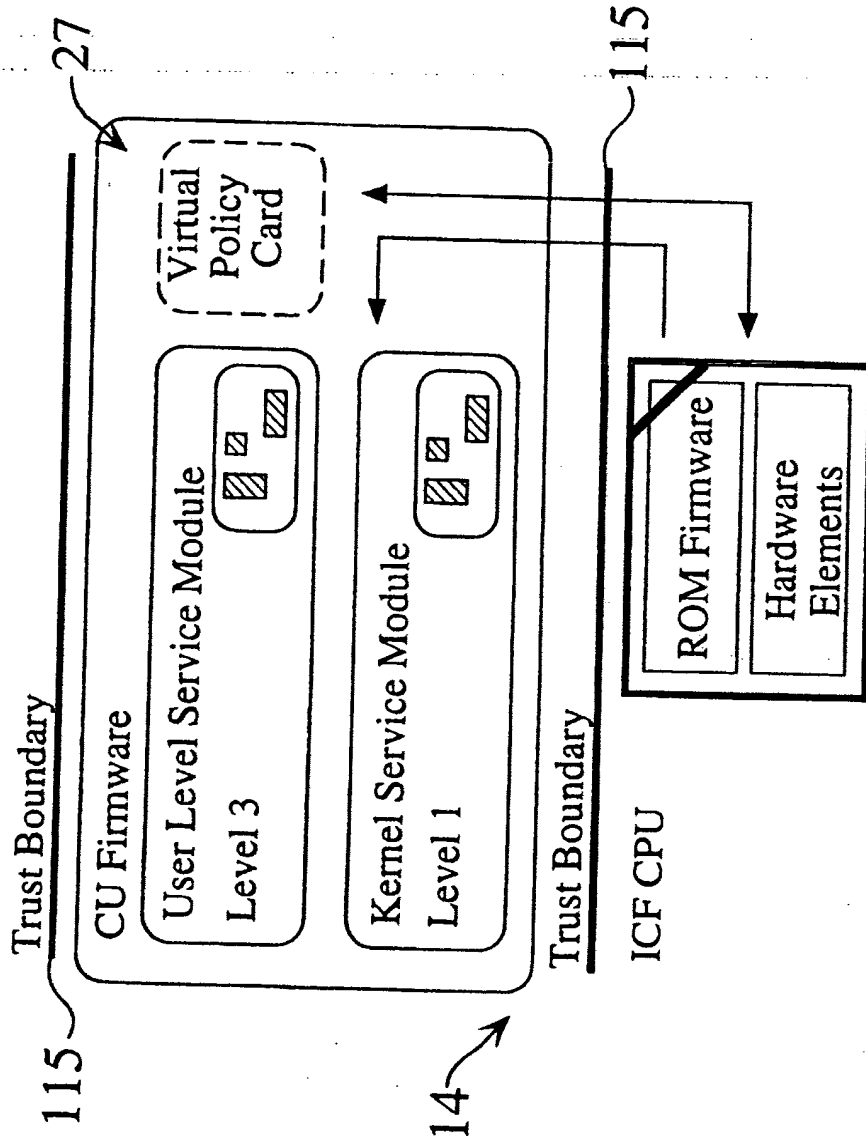 Trust Boundary
115
27
CU Firmware
User Level Service Module
Level 3
Virtual
Policy
Card
Kernel Service Module
Level 1
14
Trust Boundary
115
ICF CPU
ROM Firmware
Hardware
Elements